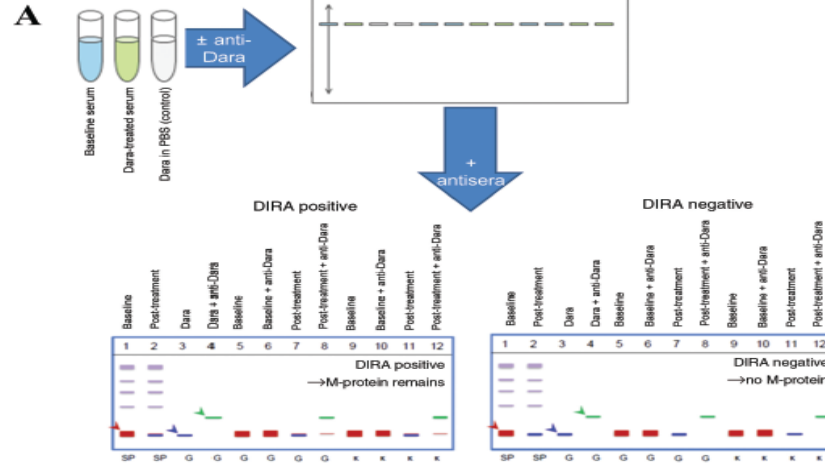 A
± anti-
Dara
Baseline serum
Dara-treated serum
Dara in PBS (control)
+
antisera
DIRA positive
Baseline
Post-treatment
Dara
Dara + anti-Dara
Baseline
Baseline + anti-Dara
Post-treatment
Post-treatment + anti-Dara
Baseline
Baseline + anti-Dara
Post-treatment
Post-treatment + anti-Dara
1 2 3 4 5 6 7 8 9 10 11 12
DIRA positive
→M-protein remains
SP SP G G G G G G κ κ κ κ
DIRA negative
Baseline
Post-treatment
Dara
Dara + anti-Dara
Baseline
Baseline + anti-Dara
Post-treatment
Post-treatment + anti-Dara
Baseline
Baseline + anti-Dara
Post-treatment
Post-treatment + anti-Dara
1 2 3 4 5 6 7 8 9 10 11 12
DIRA negative
→no M-protein
SP SP G G G G G G κ κ κ κ